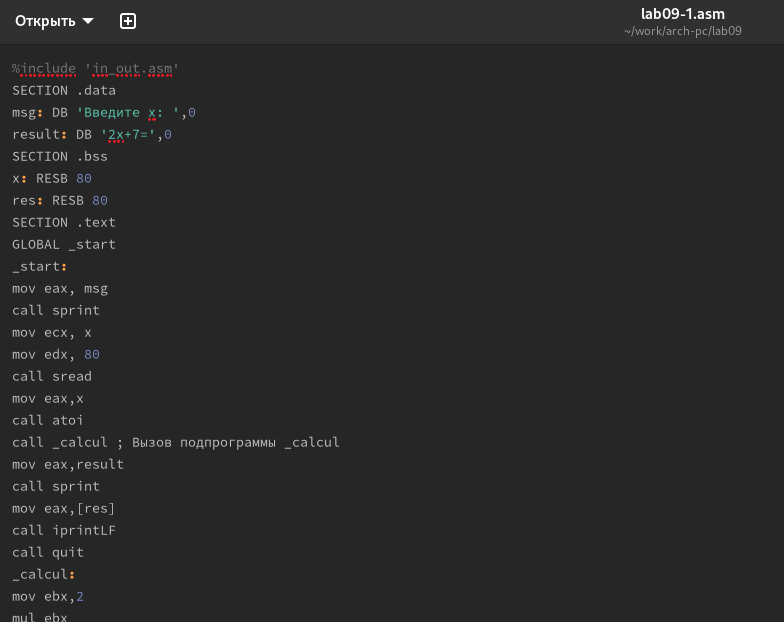 Открыть
lab09-1.asm
~/work/arch-pc/lab09
%include 'in_out.asm'
SECTION .data
msg: DB 'Введите x: ',0
result: DB '2x+7=',0
SECTION .bss
x: RESB 80
res: RESB 80
SECTION .text
GLOBAL _start
_start:
mov eax, msg
call sprint
mov ecx, x
mov edx, 80
call sread
mov eax,x
call atoi
call _calcul ; Вызов подпрограммы _calcul
mov eax,result
call sprint
mov eax,[res]
call iprintLF
call quit
_calcul:
mov ebx,2
mul ebx